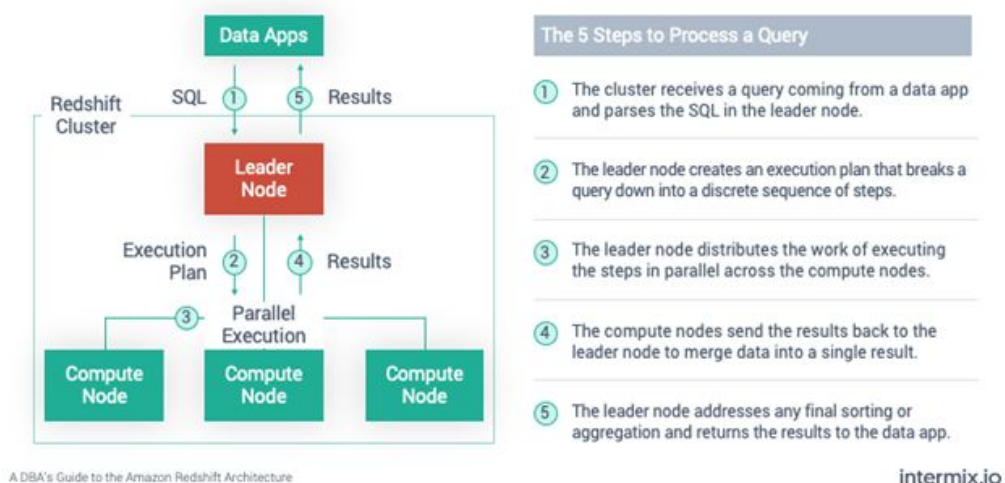 Data Apps
SQL
1
5
Results
Redshift
Cluster
Leader
Node
Execution
Plan
2
4
Results
3
Parallel
Execution
Compute
Node
Compute
Node
Compute
Node
The 5 Steps to Process a Query
1
The cluster receives a query coming from a data app
and parses the SQL in the leader node.
2
The leader node creates an execution plan that breaks a
query down into a discrete sequence of steps.
3
The leader node distributes the work of executing
the steps in parallel across the compute nodes.
4
The compute nodes send the results back to the
leader node to merge data into a single result.
5
The leader node addresses any final sorting or
aggregation and returns the results to the data app.
A DBA's Guide to the Amazon Redshift Architecture
intermix.io